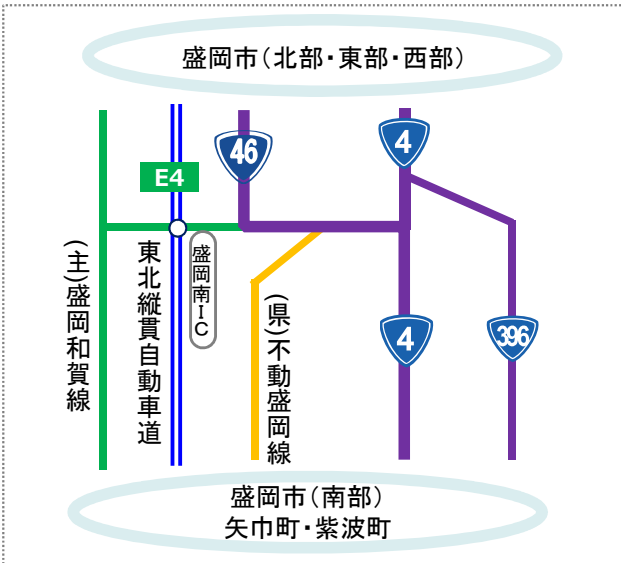 盛岡市(北部・東部・西部)
46
4
E4
(主)盛岡和賀線
東北縦貫自動車道
盛岡南IC
(県)不動盛岡線
4
396
盛岡市(南部)
矢巾町・紫波町